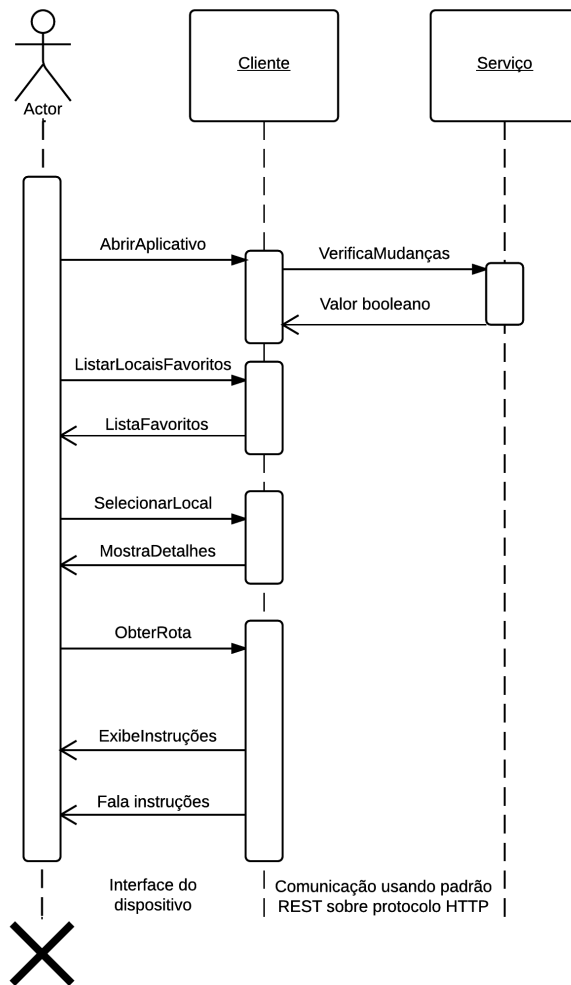 Actor
Cliente
Serviço
AbrirAplicativo
VerificaMudanças
Valor booleano
ListarLocaisFavoritos
ListaFavoritos
SelecionarLocal
MostraDetalhes
ObterRota
ExibeInstruções
Fala instruções
Interface do
dispositivo
Comunicação usando padrão
REST sobre protocolo HTTP